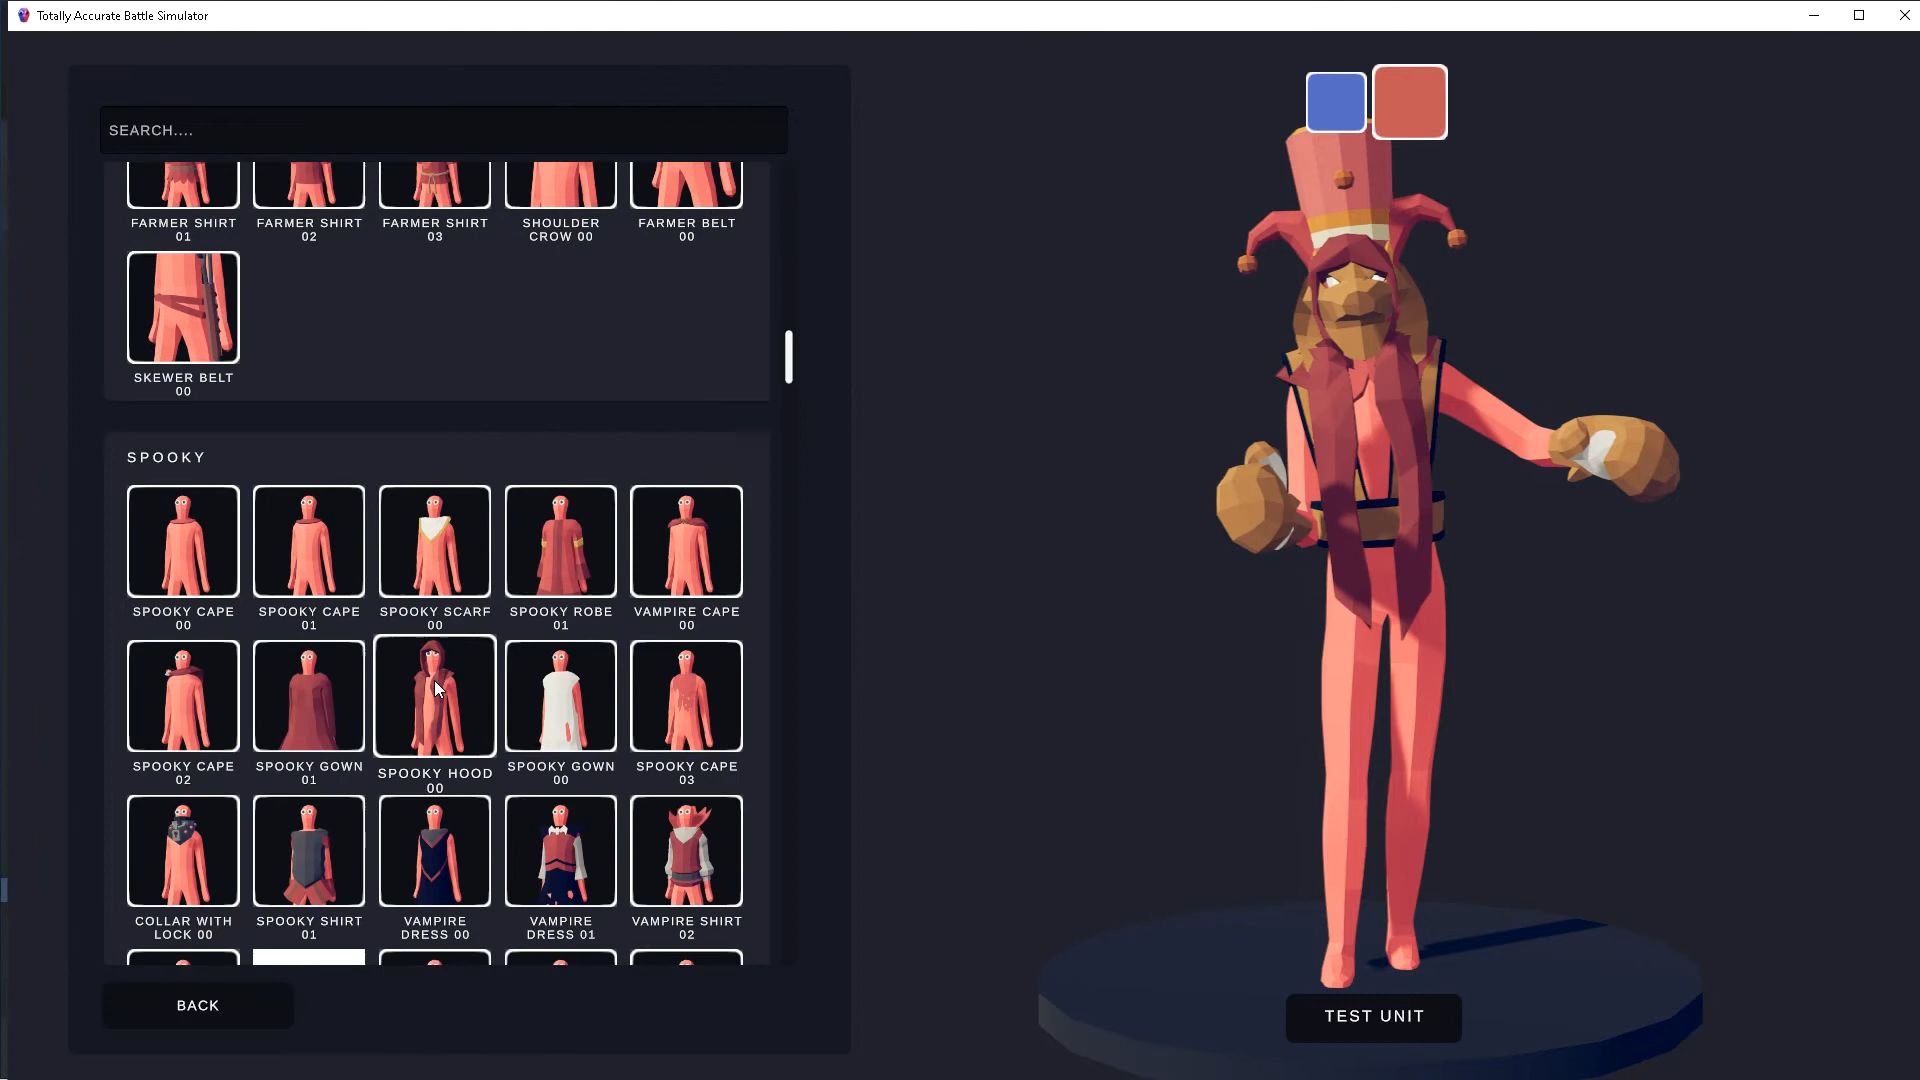 Totally Accurate Battle Simulator
SEARCH....
FARMER SHIRT
01
FARMER SHIRT
02
FARMER SHIRT
03
SHOULDER
CROW 00
FARMER BELT
00
SKEWER BELT
00
SPOOKY
SPOOKY CAPE
00
SPOOKY CAPE
01
SPOOKY SCARF
00
SPOOKY ROBE
01
VAMPIRE CAPE
00
SPOOKY CAPE
02
SPOOKY GOWN
01
SPOOKY HOOD
00
SPOOKY GOWN
00
SPOOKY CAPE
03
COLLAR WITH
LOCK 00
SPOOKY SHIRT
01
VAMPIRE
DRESS 00
VAMPIRE
DRESS 01
VAMPIRE SHIRT
02
BACK
TEST UNIT